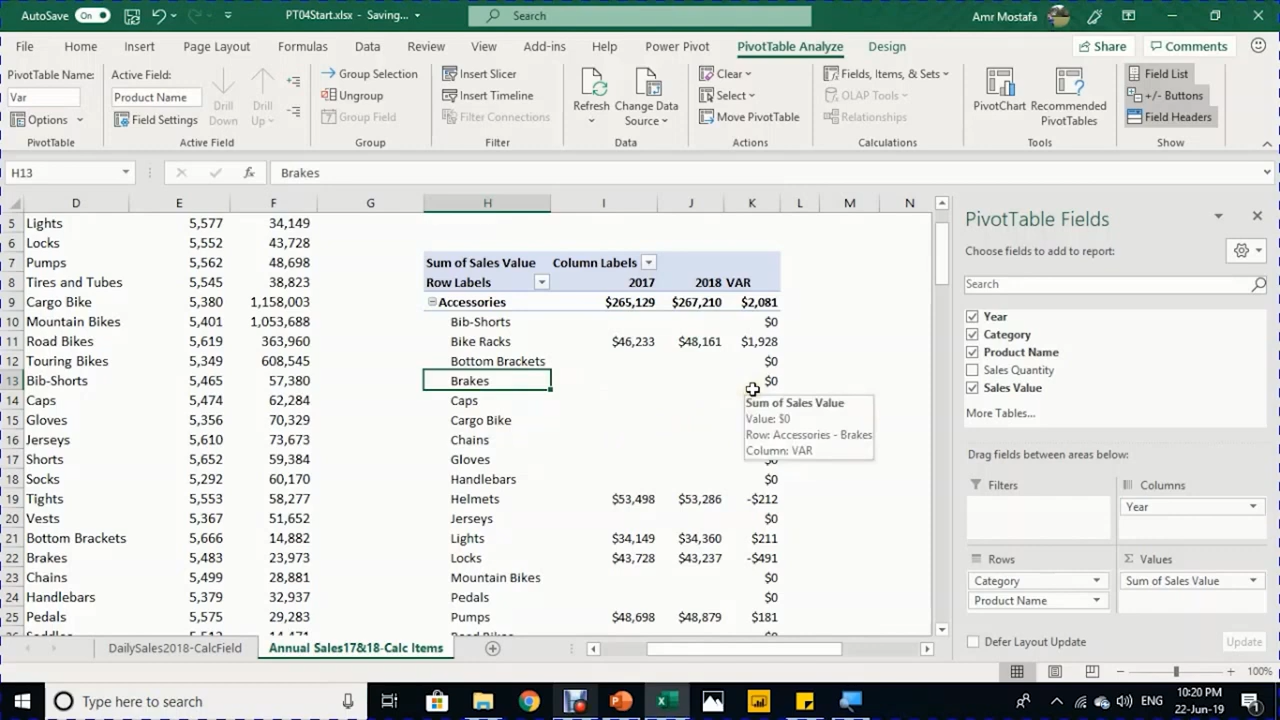 AutoSave On PT04Start.xlsx - Saving... Search Amr Mostafa
File Home Insert Page Layout Formulas Data Review View Add-ins Help Power Pivot PivotTable Analyze Design Share Comments
PivotTable Name: Active Field: Group Selection Insert Slicer Clear Fields, Items, & Sets Field List
Var Product Name Drill Down Drill Up Ungroup Insert Timeline Refresh Change Data Source Select OLAP Tools PivotChart Recommended PivotTables +/- Buttons
Options Field Settings Group Field Filter Connections Move PivotTable Relationships Field Headers
PivotTable Active Field Group Filter Data Actions Calculations Tools Show
H13 fx Brakes
D E F G H I J K L M N
5 Lights 5,577 34,149
6 Locks 5,552 43,728
7 Pumps 5,562 48,698 Sum of Sales Value Column Labels
8 Tires and Tubes 5,545 38,823 Row Labels 2017 2018 VAR
9 Cargo Bike 5,380 1,158,003 Accessories $265,129 $267,210 $2,081
10 Mountain Bikes 5,401 1,053,688 Bib-Shorts $0
11 Road Bikes 5,619 363,960 Bike Racks $46,233 $48,161 $1,928
12 Touring Bikes 5,349 608,545 Bottom Brackets $0
13 Bib-Shorts 5,465 57,380 Brakes $0
14 Caps 5,474 62,284 Caps
15 Gloves 5,356 70,329 Cargo Bike
16 Jerseys 5,610 73,673 Chains
17 Shorts 5,652 59,384 Gloves $0
18 Socks 5,292 60,170 Handlebars $0
19 Tights 5,553 58,277 Helmets $53,498 $53,286 -$212
20 Vests 5,367 51,652 Jerseys $0
21 Bottom Brackets 5,666 14,882 Lights $34,149 $34,360 $211
22 Brakes 5,483 23,973 Locks $43,728 $43,237 -$491
23 Chains 5,499 28,881 Mountain Bikes $0
24 Handlebars 5,379 32,937 Pedals $0
25 Pedals 5,575 28,283 Pumps $48,698 $48,879 $181
Sum of Sales Value
Value: $0
Row: Accessories - Brakes
Column: VAR
PivotTable Fields
Choose fields to add to report:
Search
Year
Category
Product Name
Sales Quantity
Sales Value
More Tables...
Drag fields between areas below:
Filters Columns
Year
Rows Σ Values
Category Sum of Sales Value
Product Name
Defer Layout Update Update
DailySales2018-CalcField Annual Sales17&18-Calc Items
100%
Type here to search ENG 10:20 PM
22-Jun-19